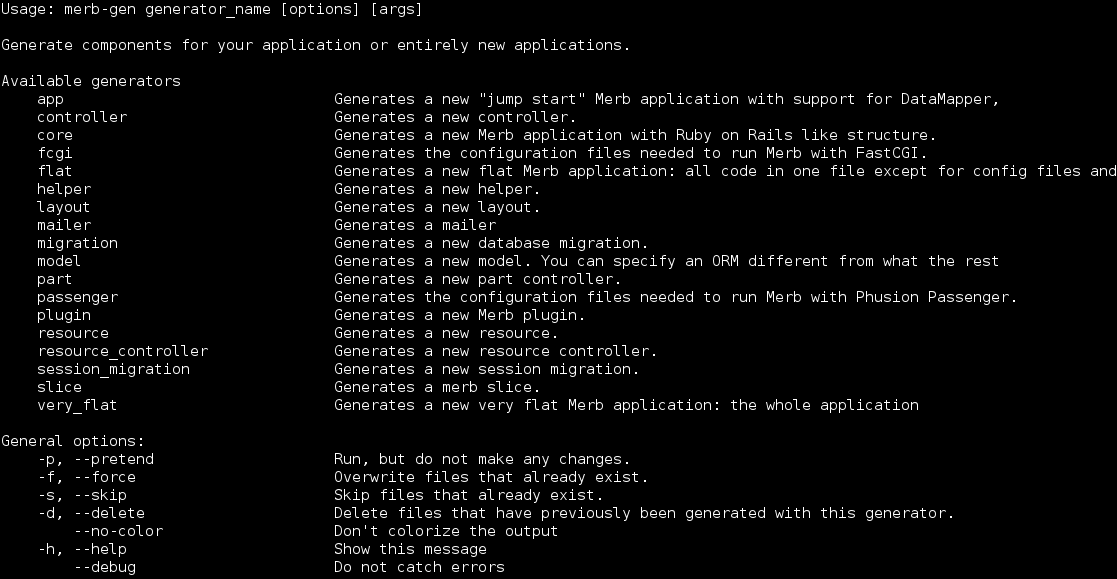 Usage: merb-gen generator_name [options] [args]

Generate components for your application or entirely new applications.

Available generators
    app                              Generates a new "jump start" Merb application with support for DataMapper,
    controller                       Generates a new controller.
    core                             Generates a new Merb application with Ruby on Rails like structure.
    fcgi                             Generates the configuration files needed to run Merb with FastCGI.
    flat                             Generates a new flat Merb application: all code in one file except for config files and
    helper                           Generates a new helper.
    layout                           Generates a new layout.
    mailer                           Generates a mailer
    migration                        Generates a new database migration.
    model                            Generates a new model. You can specify an ORM different from what the rest
    part                             Generates a new part controller.
    passenger                        Generates the configuration files needed to run Merb with Phusion Passenger.
    plugin                           Generates a new Merb plugin.
    resource                         Generates a new resource.
    resource_controller              Generates a new resource controller.
    session_migration                Generates a new session migration.
    slice                            Generates a merb slice.
    very_flat                        Generates a new very flat Merb application: the whole application

General options:
    -p, --pretend                    Run, but do not make any changes.
    -f, --force                      Overwrite files that already exist.
    -s, --skip                       Skip files that already exist.
    -d, --delete                     Delete files that have previously been generated with this generator.
        --no-color                   Don't colorize the output
    -h, --help                       Show this message
        --debug                      Do not catch errors